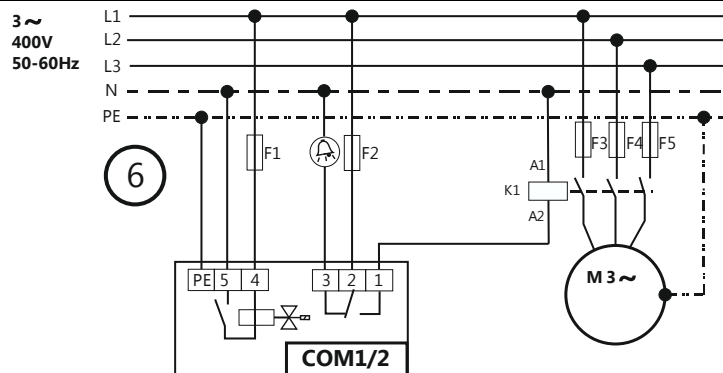 3~ L1
400V L2
50-60Hz L3
N
PE
6
F1 F2 F3 F4 F5
A1
K1
A2
PE 5 4 3 2 1
M 3~
COM1/2